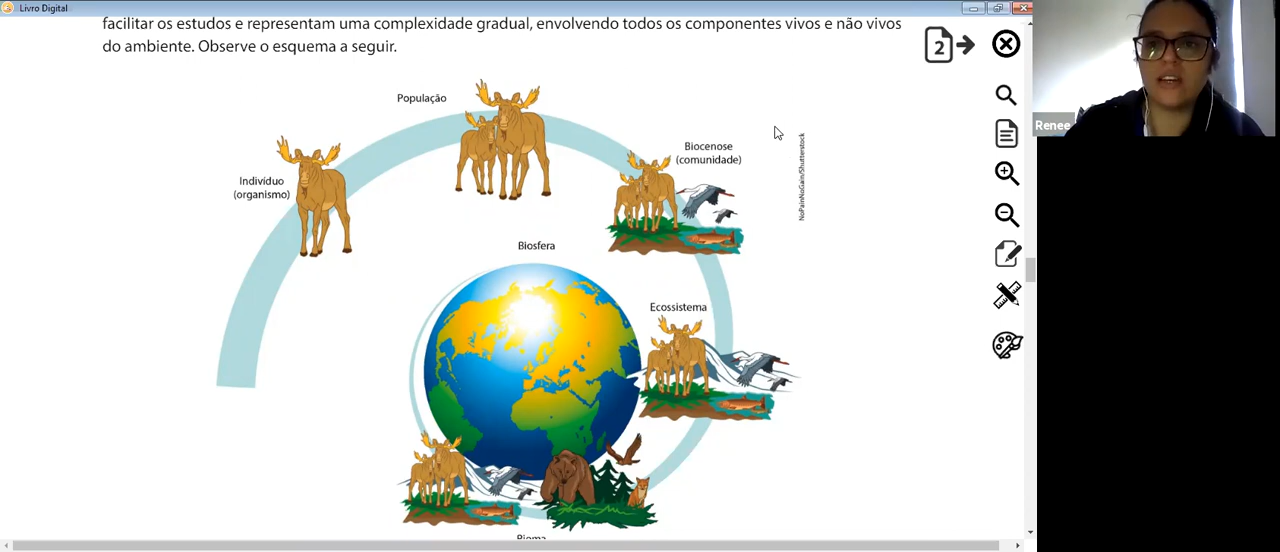 Livro Digital
facilitar os estudos e representam uma complexidade gradual, envolvendo todos os componentes vivos e não vivos
do ambiente. Observe o esquema a seguir.
2
Renee
População
Biocenose
(comunidade)
NoPainNoGain/Shutterstock
Indivíduo
(organismo)
Biosfera
Ecossistema
Bioma